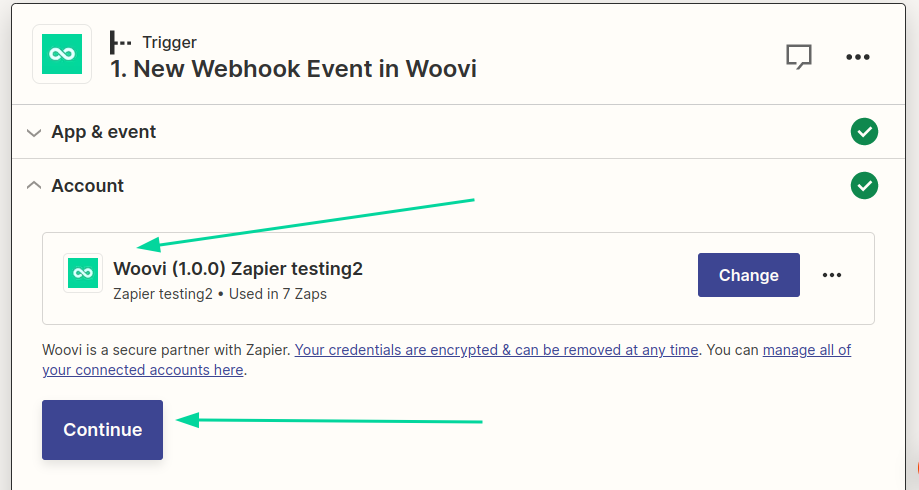 Trigger
1. New Webhook Event in Woovi
App & event
Account
Woovi (1.0.0) Zapier testing2
Zapier testing2 • Used in 7 Zaps
Change
Woovi is a secure partner with Zapier. Your credentials are encrypted & can be removed at any time. You can manage all of
your connected accounts here.
Continue